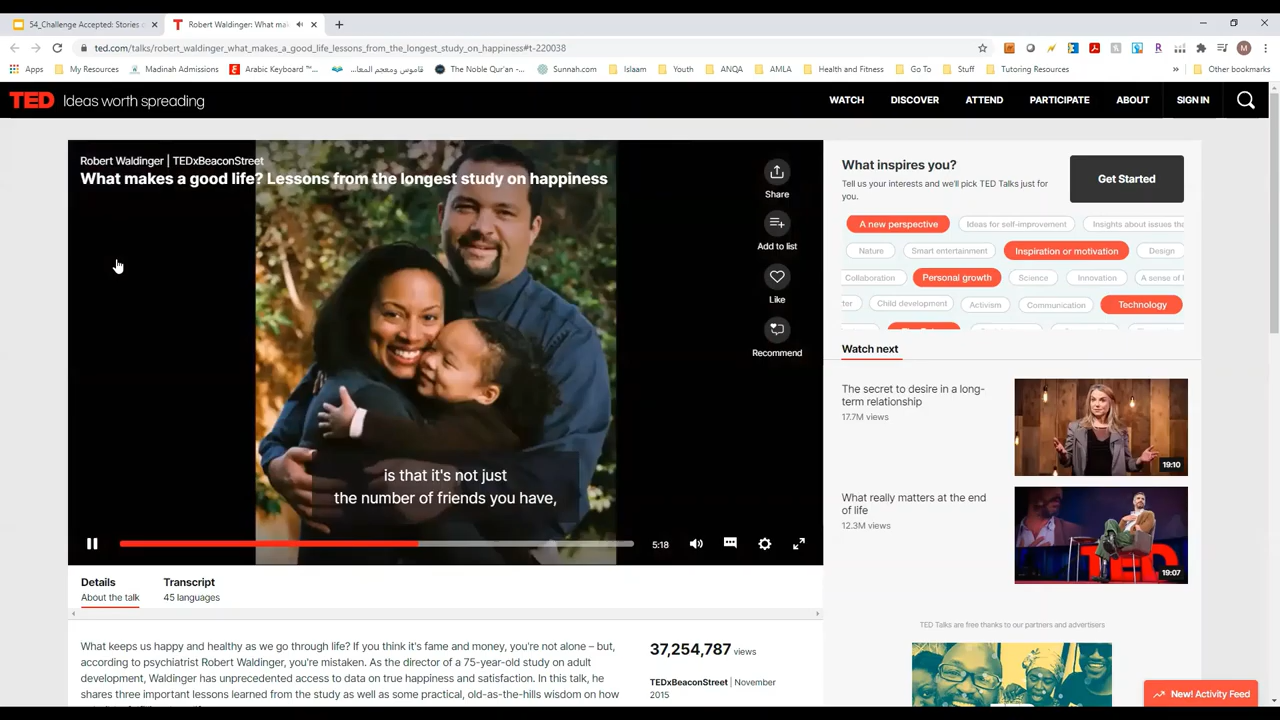 54_Challenge Accepted: Stories
Robert Waldinger: What ma
ted.com/talks/robert_waldinger_what_makes_a_good_life_lessons_from_the_longest_study_on_happiness#t-220038
Apps
My Resources
Madinah Admissions
Arabic Keyboard ™...
قاموس ومعجم المعا...
The Noble Qur'an -...
Sunnah.com
Islaam
Youth
ANQA
AMLA
Health and Fitness
Go To
Stuff
Tutoring Resources
»
Other bookmarks
TED Ideas worth spreading
WATCH
DISCOVER
ATTEND
PARTICIPATE
ABOUT
SIGN IN
Robert Waldinger | TEDxBeaconStreet
What makes a good life? Lessons from the longest study on happiness
Share
Add to list
Like
Recommend
is that it's not just
the number of friends you have,
5:18
What inspires you?
Tell us your interests and we'll pick TED Talks just for
you.
Get Started
A new perspective
Ideas for self-improvement
Insights about issues tha
Nature
Smart entertainment
Inspiration or motivation
Design
Collaboration
Personal growth
Science
Innovation
A sense of
ter
Child development
Activism
Communication
Technology
Watch next
The secret to desire in a long-
term relationship
17.7M views
19:10
What really matters at the end
of life
12.3M views
TED
19:07
Details
About the talk
Transcript
45 languages
What keeps us happy and healthy as we go through life? If you think it's fame and money, you're not alone – but,
according to psychiatrist Robert Waldinger, you're mistaken. As the director of a 75-year-old study on adult
development, Waldinger has unprecedented access to data on true happiness and satisfaction. In this talk, he
shares three important lessons learned from the study as well as some practical, old-as-the-hills wisdom on how
37,254,787 views
TEDxBeaconStreet | November
2015
TED Talks are free thanks to our partners and advertisers
New! Activity Feed